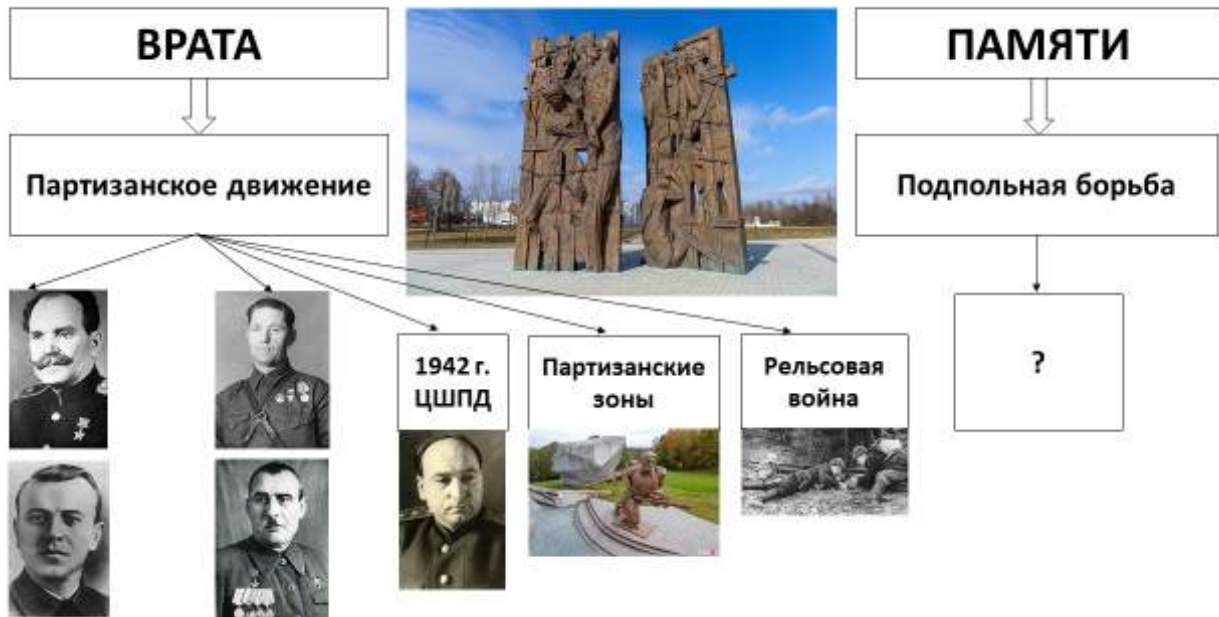 ВРАТА
ПАМЯТИ
Партизанское движение
Подпольная борьба
1942 г.
ЦШПД
Партизанские
зоны
Рельсовая
война
?